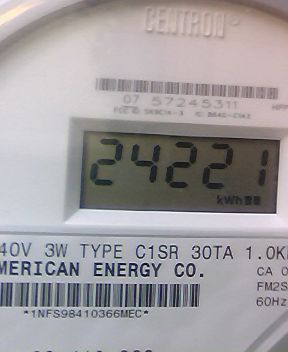 CENTRON®
07 57245311
24221
kWh
40V 3W TYPE C1SR 30TA 1.0K
MERICAN ENERGY CO.
CA 0
FM2S
60Hz
*1NFS98410366MEC*